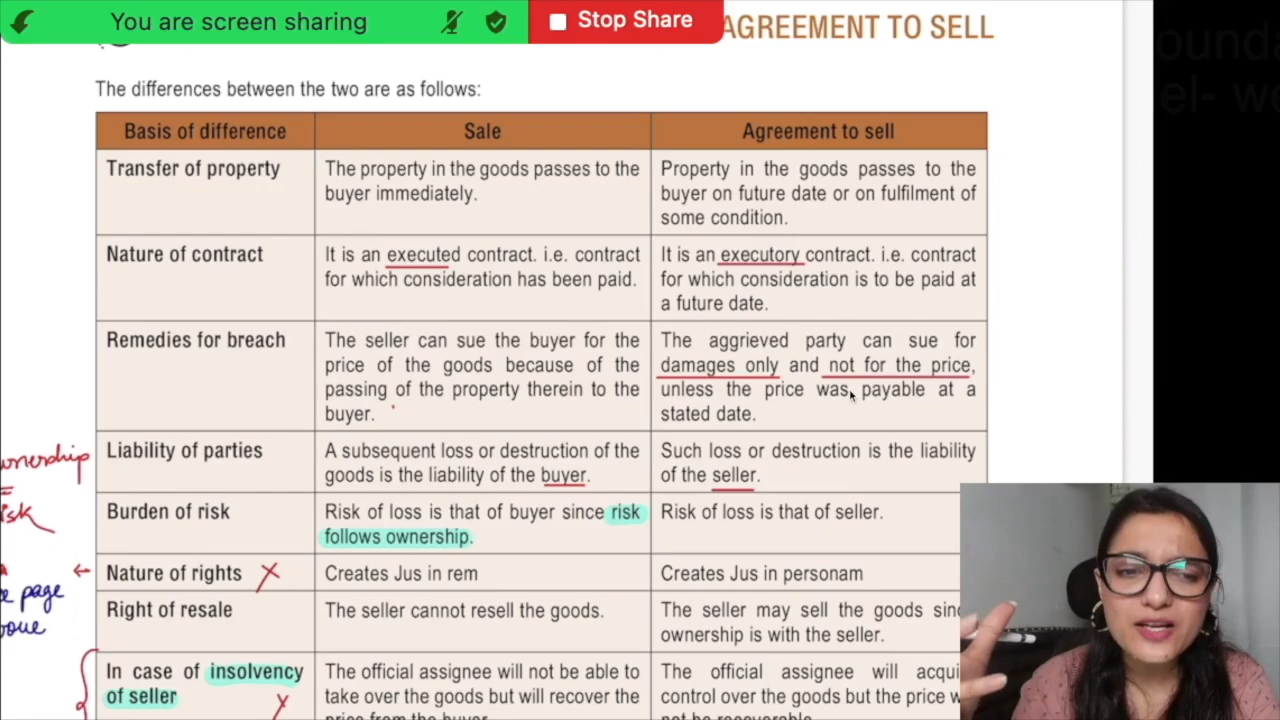 You are screen sharing
Stop Share
AGREEMENT TO SELL
The differences between the two are as follows:
Basis of difference
Sale
Agreement to sell
Transfer of property
The property in the goods passes to the
buyer immediately.
Property in the goods passes to the
buyer on future date or on fulfilment of
some condition.
Nature of contract
It is an executed contract. i.e. contract
for which consideration has been paid.
It is an executory contract. i.e. contract
for which consideration is to be paid at
a future date.
Remedies for breach
The seller can sue the buyer for the
price of the goods because of the
passing of the property therein to the
buyer.
The aggrieved party can sue for
damages only and not for the price,
unless the price was payable at a
stated date.
Liability of parties
A subsequent loss or destruction of the
goods is the liability of the buyer.
Such loss or destruction is the liability
of the seller.
Burden of risk
Risk of loss is that of buyer since risk
follows ownership.
Risk of loss is that of seller.
Nature of rights
Creates Jus in rem
Creates Jus in personam
Right of resale
The seller cannot resell the goods.
The seller may sell the goods
ownership is with the seller.
In case of insolvency
of seller
The official assignee will not be able to
take over the goods but will recover the
price from the buyer
The official assignee will
control over the goods but the price
not be recoverable
page